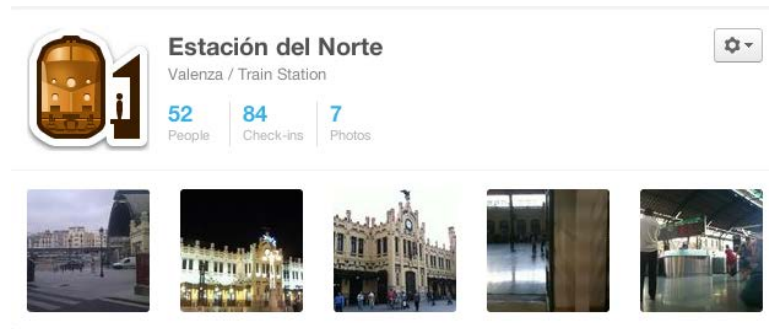 Estación del Norte
Valenza / Train Station
52 84 7
People Check-ins Photos